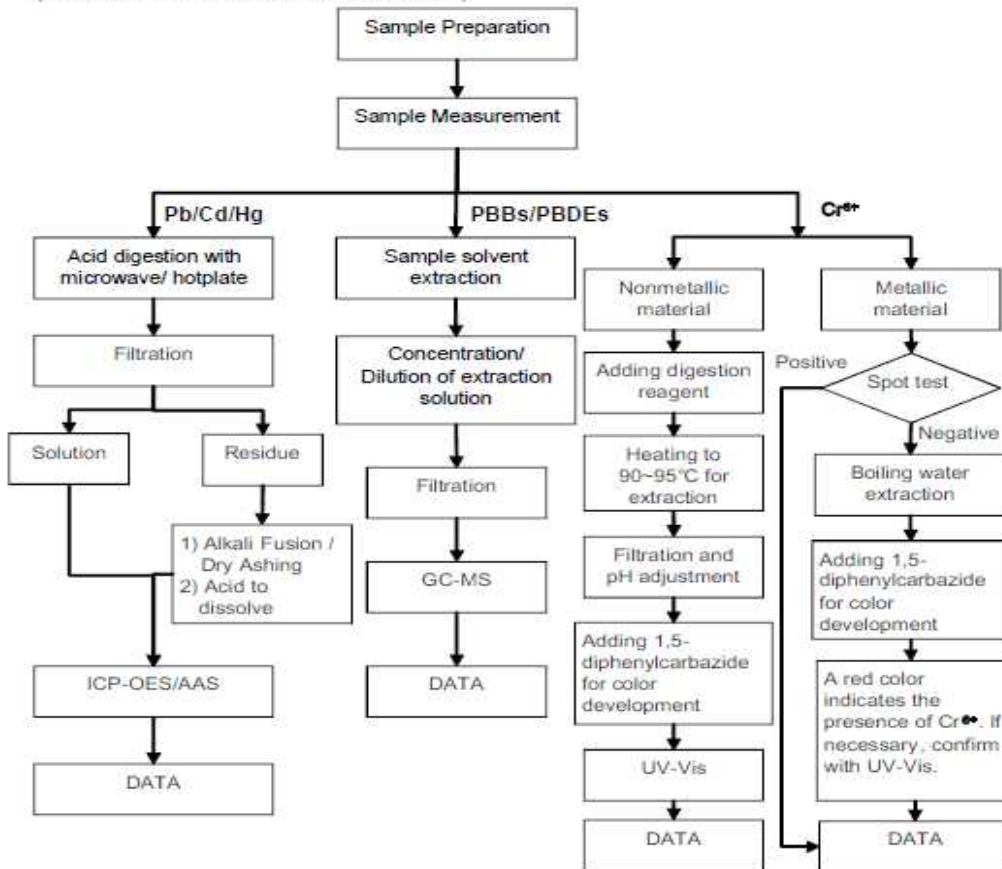 Sample Preparation
Sample Measurement
Pb/Cd/Hg
PBBs/PBDEs
Cr⁶⁺
Acid digestion with
microwave/ hotplate
Filtration
Solution
Residue
1) Alkali Fusion /
Dry Ashing
2) Acid to
dissolve
ICP-OES/AAS
DATA
Sample solvent
extraction
Concentration/
Dilution of extraction
solution
Filtration
GC-MS
DATA
Nonmetallic
material
Adding digestion
reagent
Heating to
90~95°C for
extraction
Filtration and
pH adjustment
Adding 1,5-
diphenylcarbazide
for color
development
UV-Vis
DATA
Metallic
material
Spot test
Positive
Negative
Boiling water
extraction
Adding 1,5-
diphenylcarbazide
for color
development
A red color
indicates the
presence of Cr⁶⁺. If
necessary, confirm
with UV-Vis.
DATA